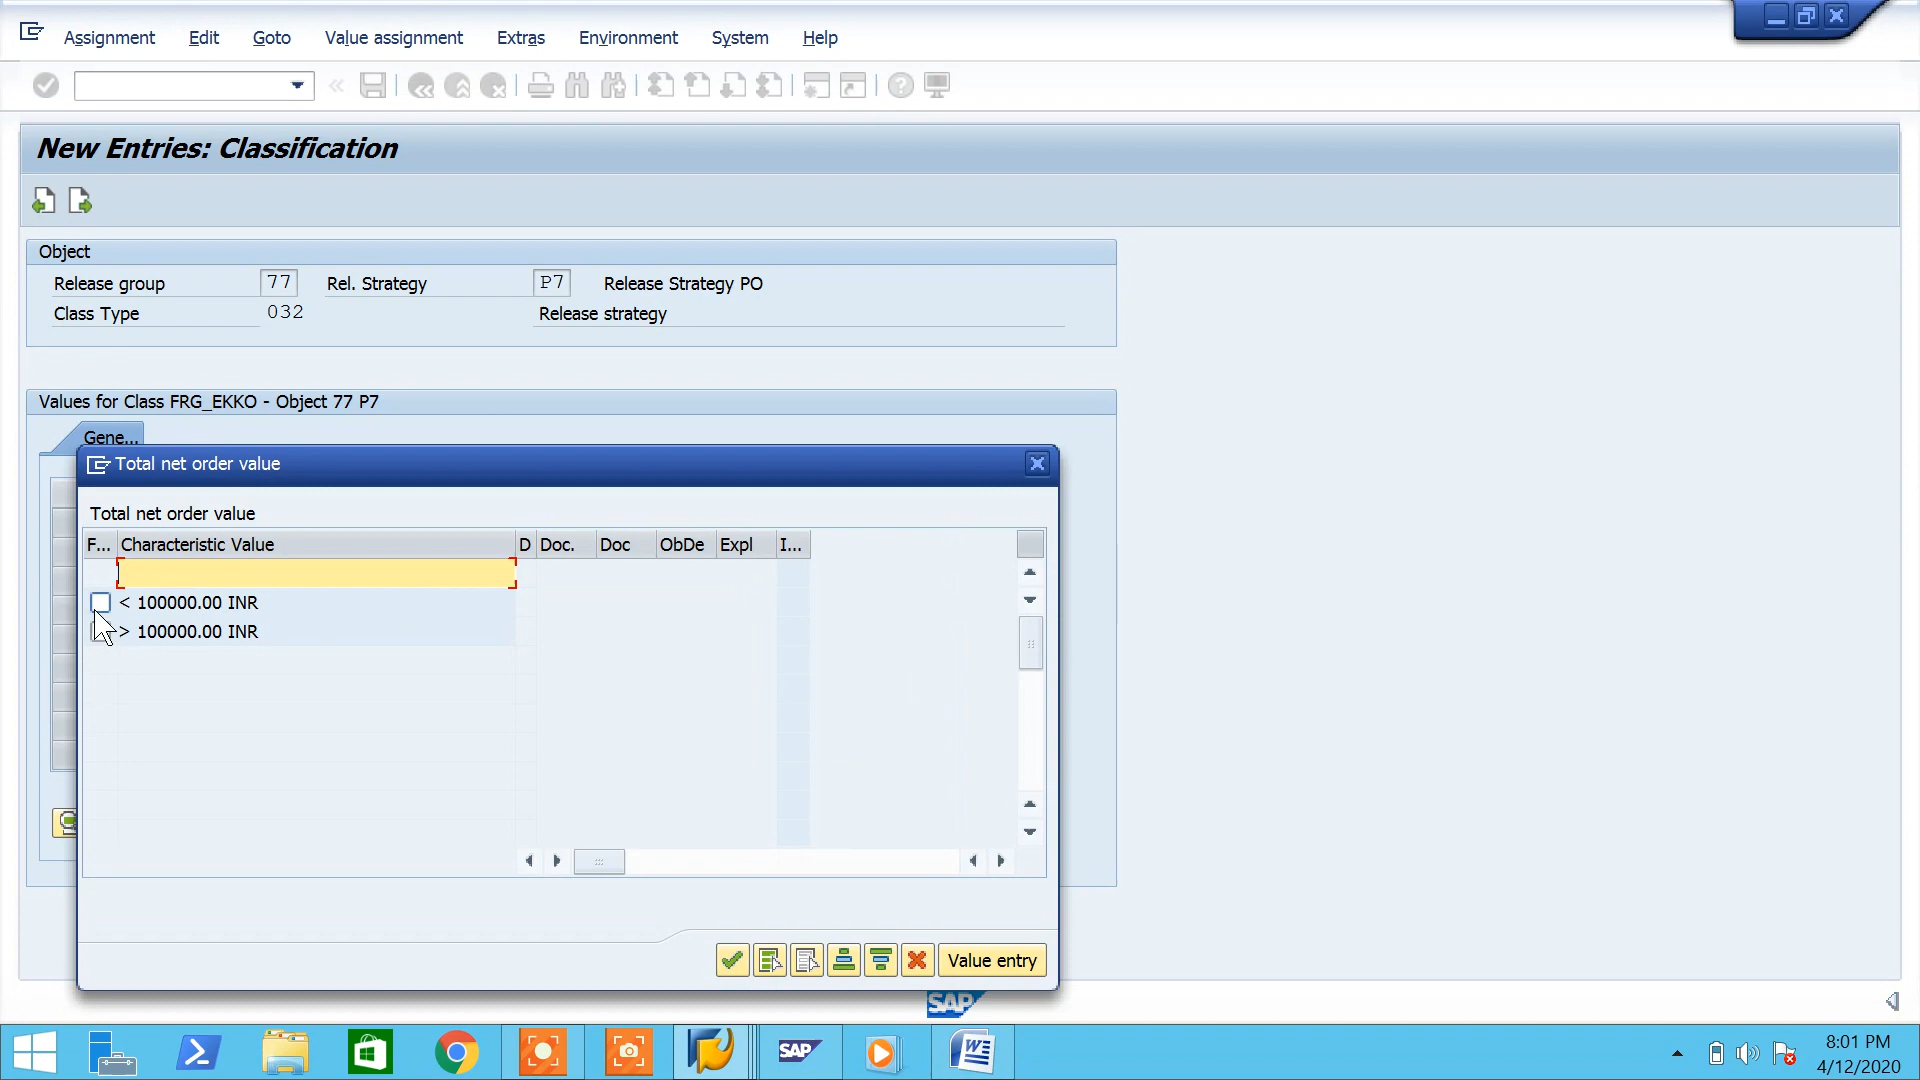 Assignment Edit Goto Value assignment Extras Environment System Help
New Entries: Classification
Object
Release group 77 Rel. Strategy P7 Release Strategy PO
Class Type 032 Release strategy
Values for Class FRG_EKKO - Object 77 P7
Gene...
Total net order value
Total net order value
F... Characteristic Value D Doc. Doc ObDe Expl I...
< 100000.00 INR
> 100000.00 INR
Value entry
SAP
SAP
8:01 PM
4/12/2020